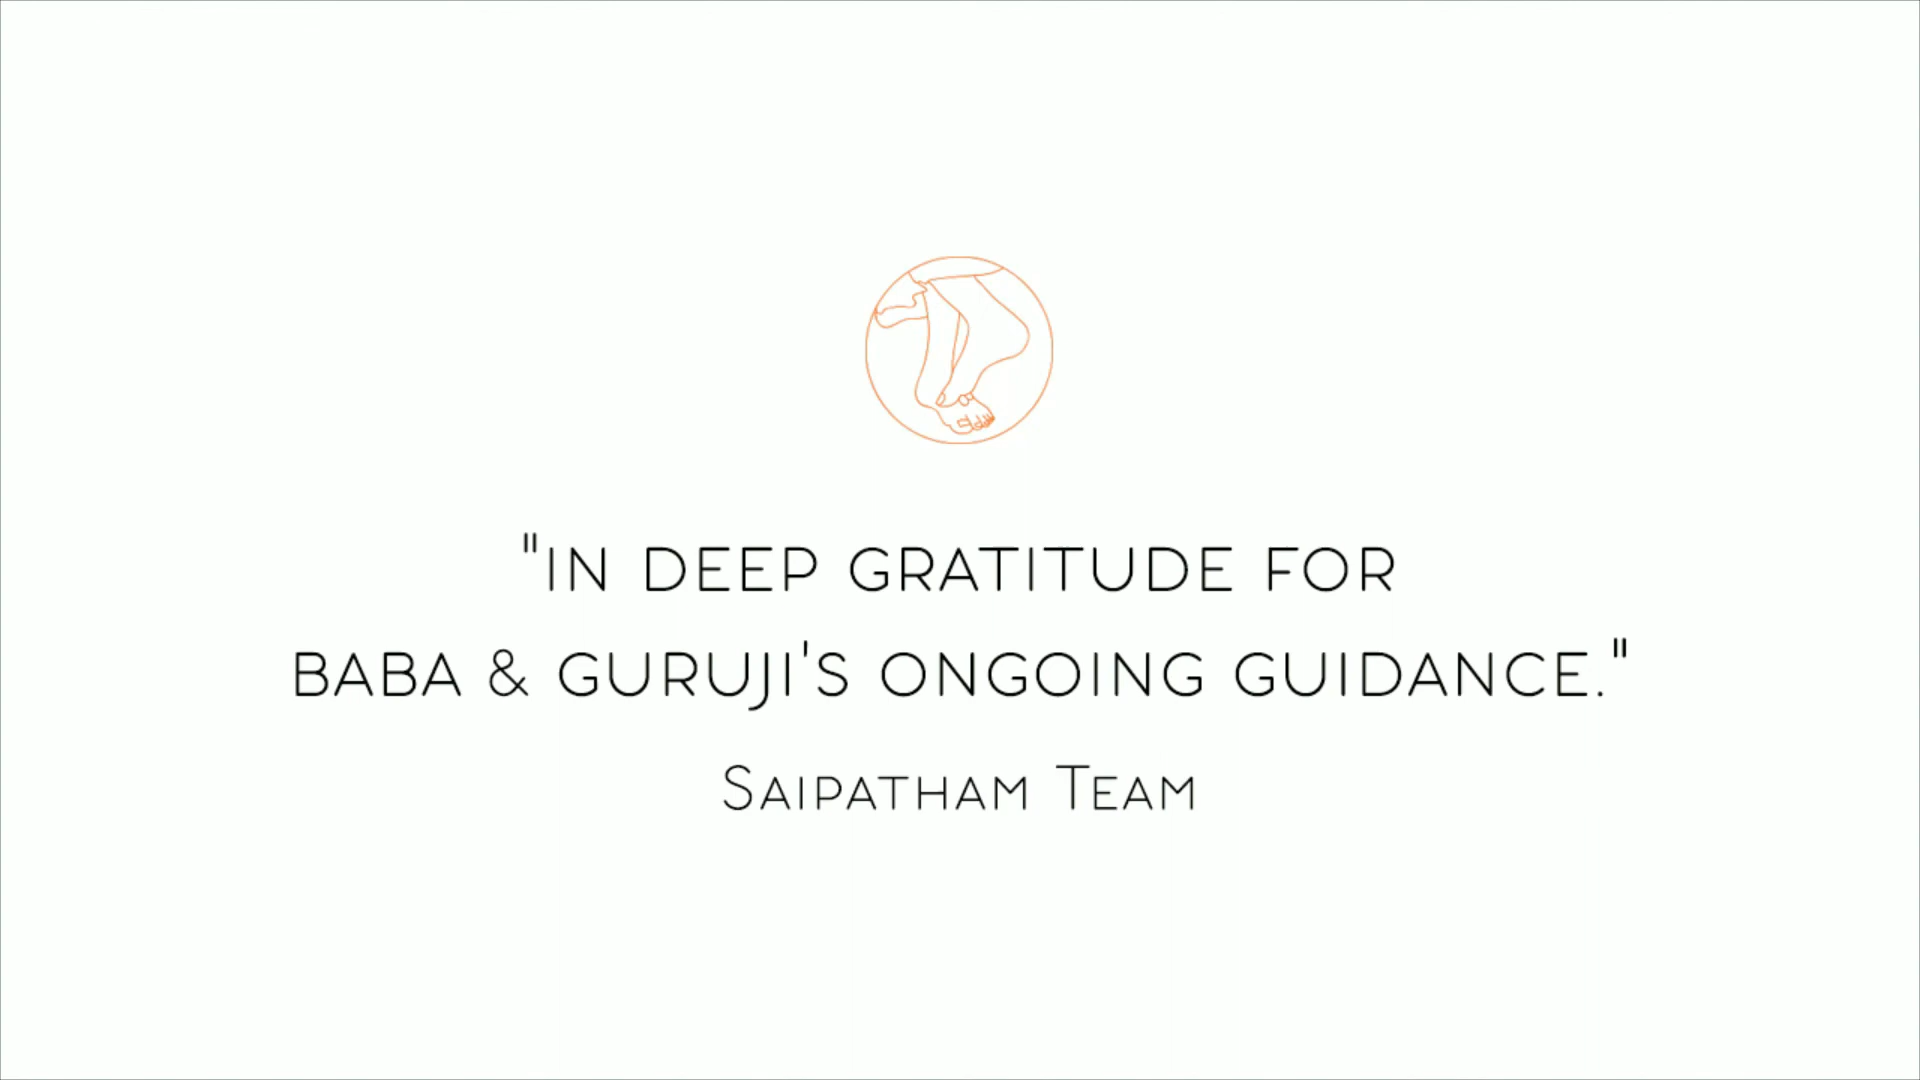 "IN DEEP GRATITUDE FOR
BABA & GURUJI'S ONGOING GUIDANCE."
SAIPATHAM TEAM